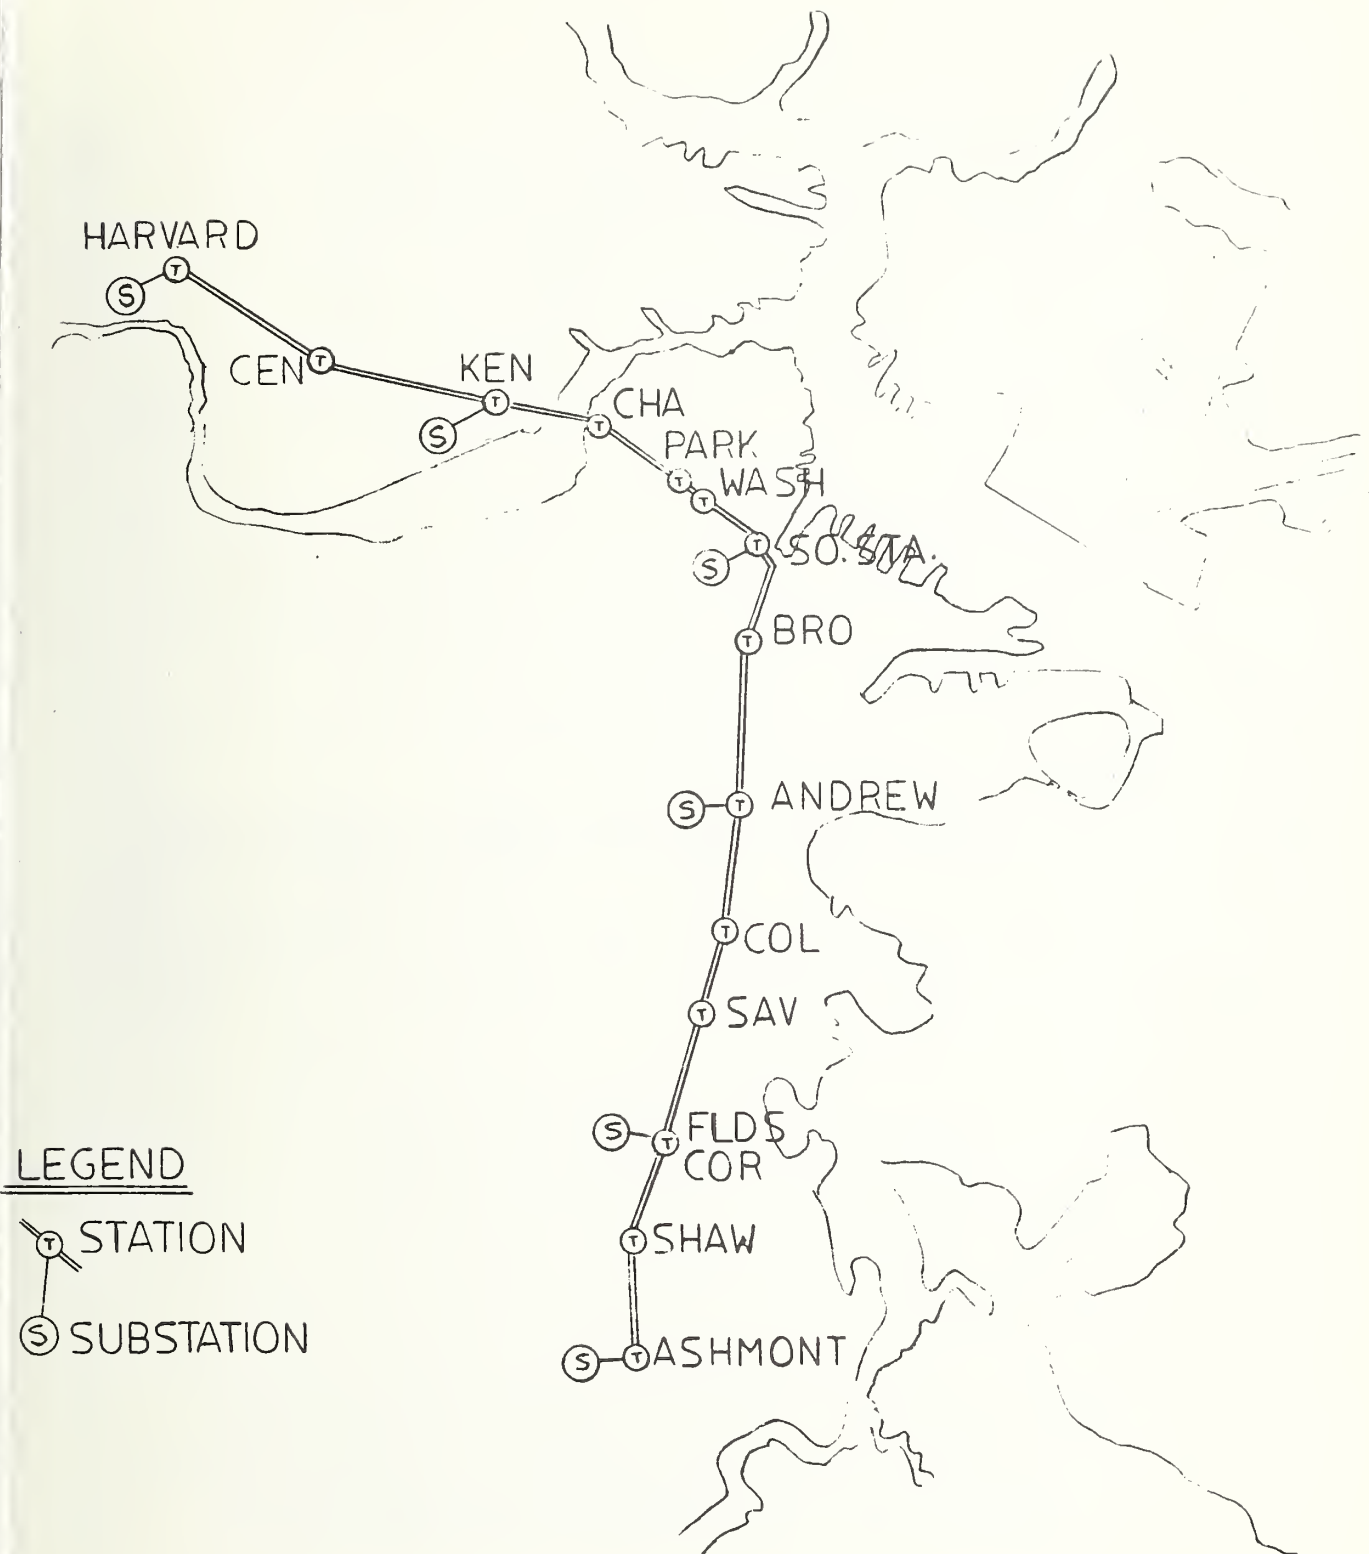 HARVARD
T
S
CEN T
KEN
T
S
CHA
T
PARK
T
WASH
T
T SO. STA.
S
T BRO
S T ANDREW
T COL
T SAV
S T FLDS
COR
T SHAW
S T ASHMONT
LEGEND
T STATION
S SUBSTATION